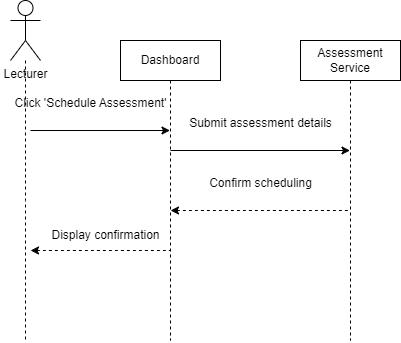 Lecturer
Dashboard
Assessment
Service
Click 'Schedule Assessment'
Submit assessment details
Confirm scheduling
Display confirmation